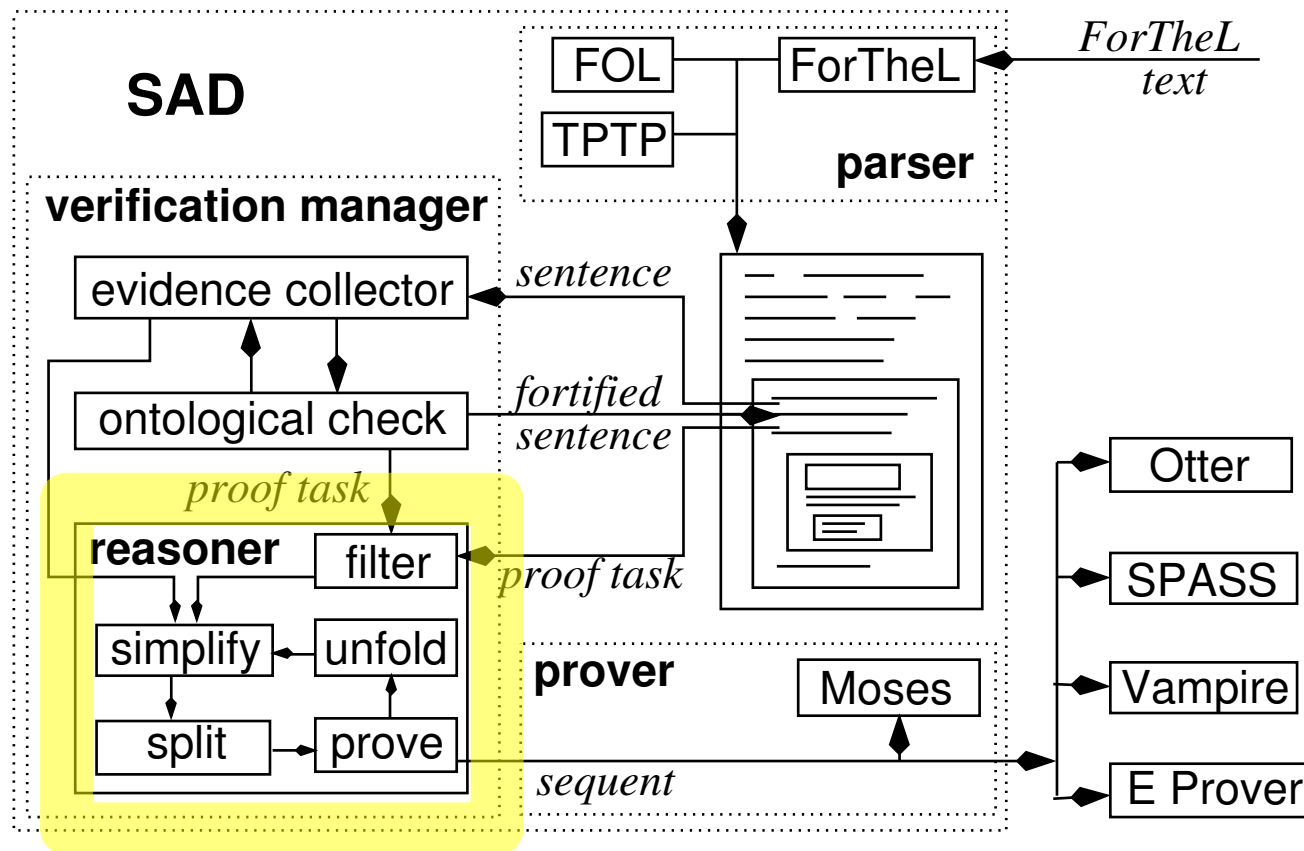 ForTheL
text
FOL
ForTheL
SAD
TPTP
parser
verification manager
evidence collector
sentence
ontological check
fortified
sentence
proof task
reasoner
filter
proof task
simplify
unfold
split
prove
prover
Moses
sequent
Otter
SPASS
Vampire
E Prover